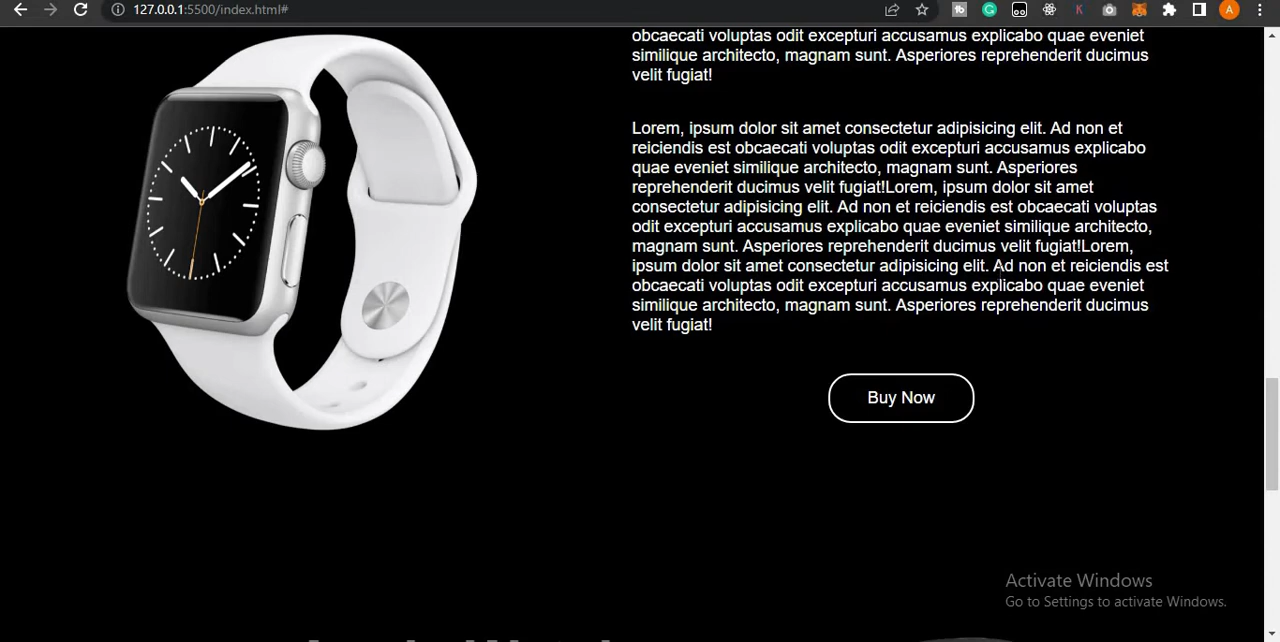 127.0.0.1:5500/index.html#
A
obcaecati voluptas odit excepturi accusamus explicabo quae eveniet
similique architecto, magnam sunt. Asperiores reprehenderit ducimus
velit fugiat!
Lorem, ipsum dolor sit amet consectetur adipisicing elit. Ad non et
reiciendis est obcaecati voluptas odit excepturi accusamus explicabo
quae eveniet similique architecto, magnam sunt. Asperiores
reprehenderit ducimus velit fugiat!Lorem, ipsum dolor sit amet
consectetur adipisicing elit. Ad non et reiciendis est obcaecati voluptas
odit excepturi accusamus explicabo quae eveniet similique architecto,
magnam sunt. Asperiores reprehenderit ducimus velit fugiat!Lorem,
ipsum dolor sit amet consectetur adipisicing elit. Ad non et reiciendis est
obcaecati voluptas odit excepturi accusamus explicabo quae eveniet
similique architecto, magnam sunt. Asperiores reprehenderit ducimus
velit fugiat!
Buy Now
Activate Windows
Go to Settings to activate Windows.